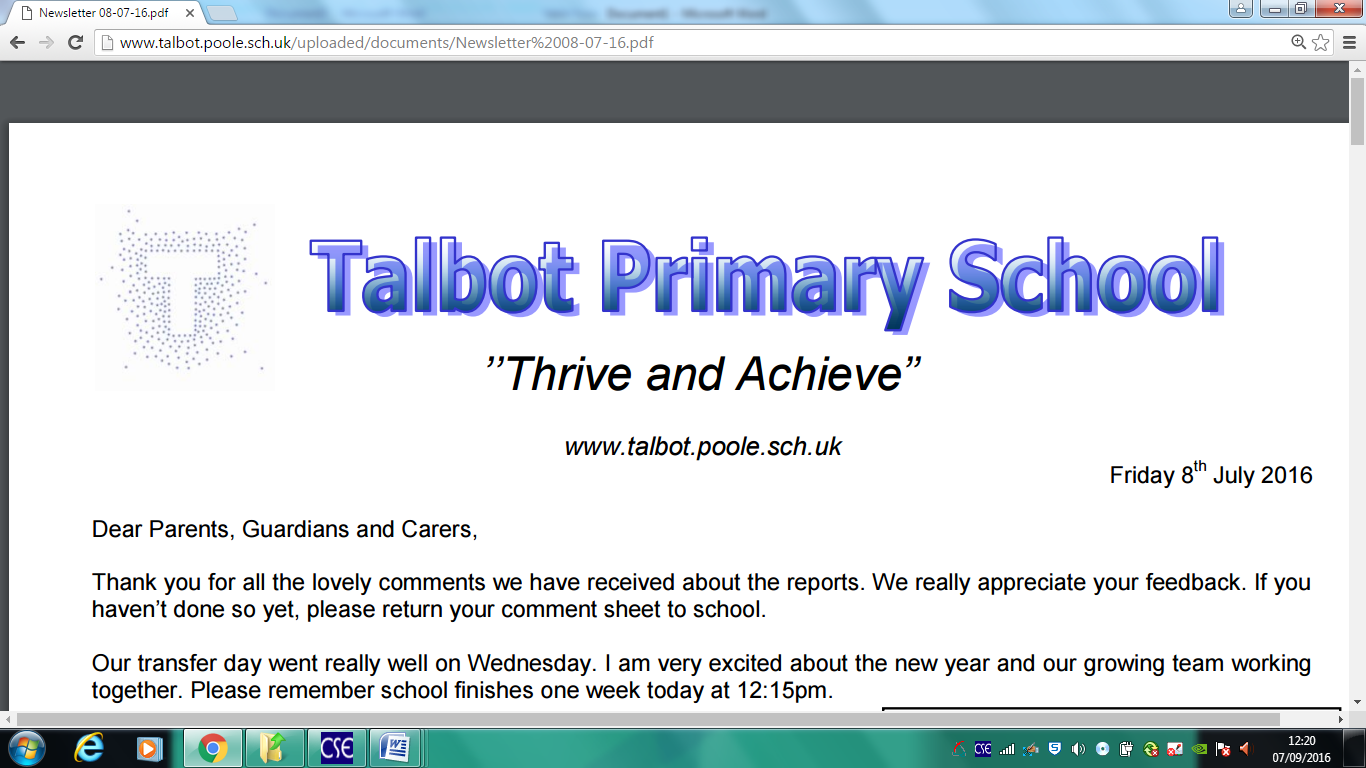 Newsletter 08-07-16.pdf
www.talbot.poole.sch.uk/uploaded/documents/Newsletter%2008-07-16.pdf
T
Talbot Primary School
’’Thrive and Achieve”
www.talbot.poole.sch.uk
Friday 8th July 2016
Dear Parents, Guardians and Carers,
Thank you for all the lovely comments we have received about the reports. We really appreciate your feedback. If you
haven’t done so yet, please return your comment sheet to school.
Our transfer day went really well on Wednesday. I am very excited about the new year and our growing team working
together. Please remember school finishes one week today at 12:15pm.
CSE
CSE
12:20
07/09/2016